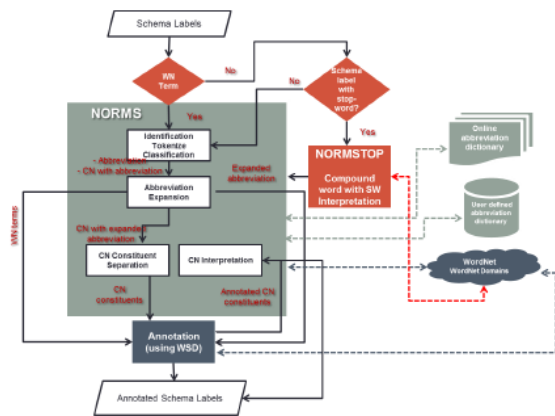 Schema Labels
WN
Term
No
Schema
label
with
stop-
word?
No
NORMS
Yes
Yes
Identification
Tokenize
Classification
- Abbreviation
- CN with abbreviation
Abbreviation
Expansion
Expanded
abbreviation
NORMSTOP
Compound
word with SW
Interpretation
Online
abbreviation
dictionary
User defined
abbreviation
dictionary
WN terms
CN with expanded
abbreviation
CN Constituent
Separation
CN Interpretation
WordNet
WordNet Domains
CN
constituents
Annotated CN
constituents
Annotation
(using WSD)
Annotated Schema Labels